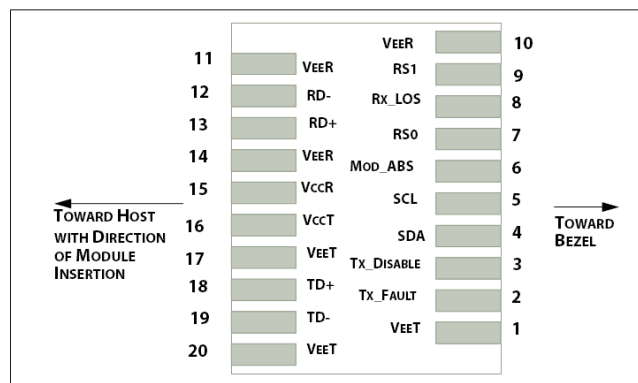 11 VEER
12 RD-
13 RD+
14 VEER
15 VCCR
16 VCCT
17 VEET
18 TD+
19 TD-
20 VEET
VEER 10
RS1 9
RX_LOS 8
RS0 7
MOD_ABS 6
SCL 5
SDA 4
TX_DISABLE 3
TX_FAULT 2
VEET 1
TOWARD HOST
WITH DIRECTION
OF MODULE
INSERTION
TOWARD
BEZEL